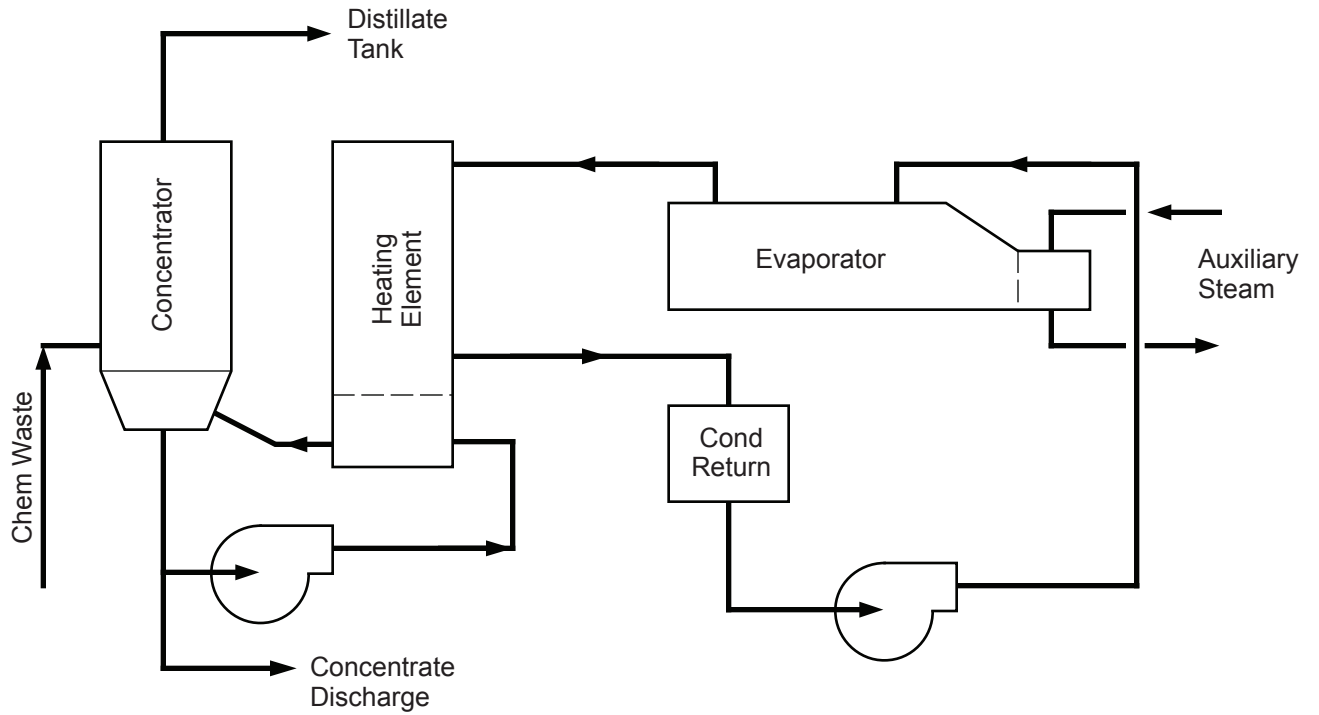 Distillate
Tank
Concentrator
Heating
Element
Evaporator
Auxiliary
Steam
Chem Waste
Cond
Return
Concentrate
Discharge